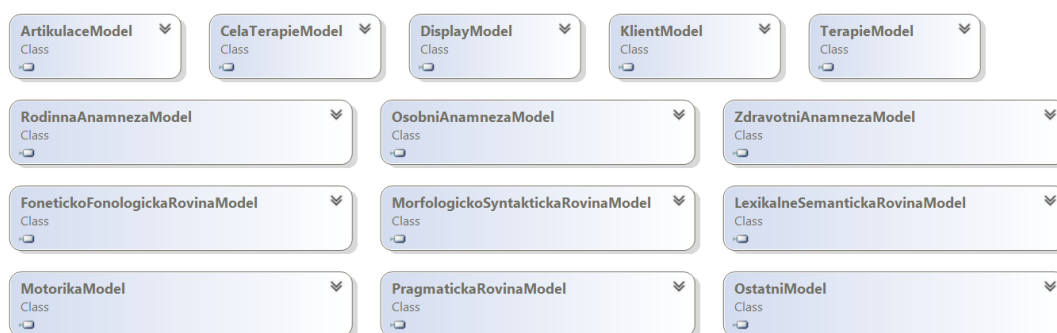 ArtikulaceModel CelaTerapieModel DisplayModel KlientModel TerapieModel
Class Class Class Class Class
RodinnaAnamnezaModel OsobniAnamnezaModel ZdravotniAnamnezaModel
Class Class Class
FonetickoFonologickaRovinaModel MorfologickoSyntaktickaRovinaModel LexikalneSemantickaRovinaModel
Class Class Class
MotorikaModel PragmatickaRovinaModel OstatniModel
Class Class Class